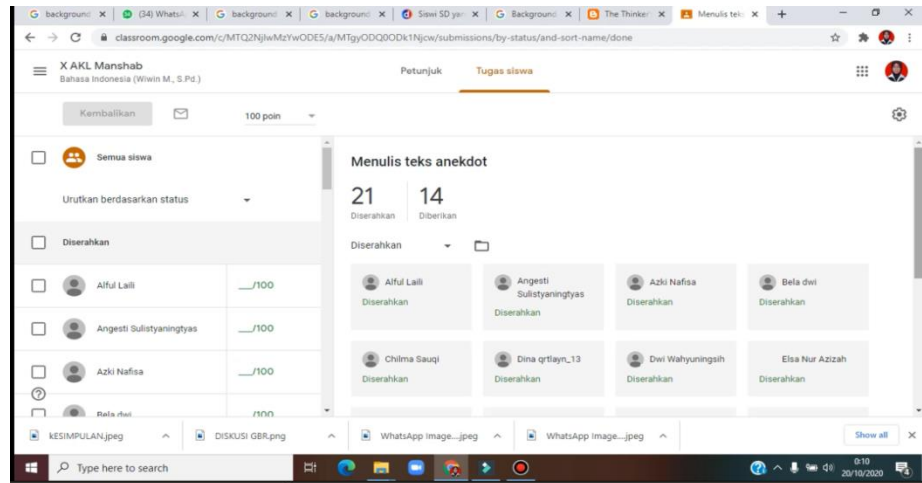 background
(34) WhatsA
background
background
Siswi SD yan
Background
The Thinker
Menulis teks
classroom.google.com/c/
/submissions/by-status/and-sort-name/done
X AKL Manshab
Bahasa Indonesia (Wiwin M., S.Pd.)
Petunjuk
Tugas siswa
Kembalikan
100 poin
Semua siswa
Urutkan berdasarkan status
Diserahkan
Alful Laili
__/100
Angesti Sulistyaningtyas
__/100
Azki Nafisa
__/100
Bela dwi
/100
Menulis teks anekdot
21
14
Diserahkan
Diberikan
Diserahkan
Alful Laili
Diserahkan
Angesti
Sulistyaningtyas
Diserahkan
Azki Nafisa
Diserahkan
Bela dwi
Diserahkan
Chilma Sauqi
Diserahkan
Dina qrtlayn_13
Diserahkan
Dwi Wahyuningsih
Diserahkan
Elsa Nur Azizah
Diserahkan
kESIMPULAN.jpeg
DISKUSI GBR.png
WhatsApp Image....jpeg
WhatsApp Image....jpeg
Show all
Type here to search
0:10
20/10/2020